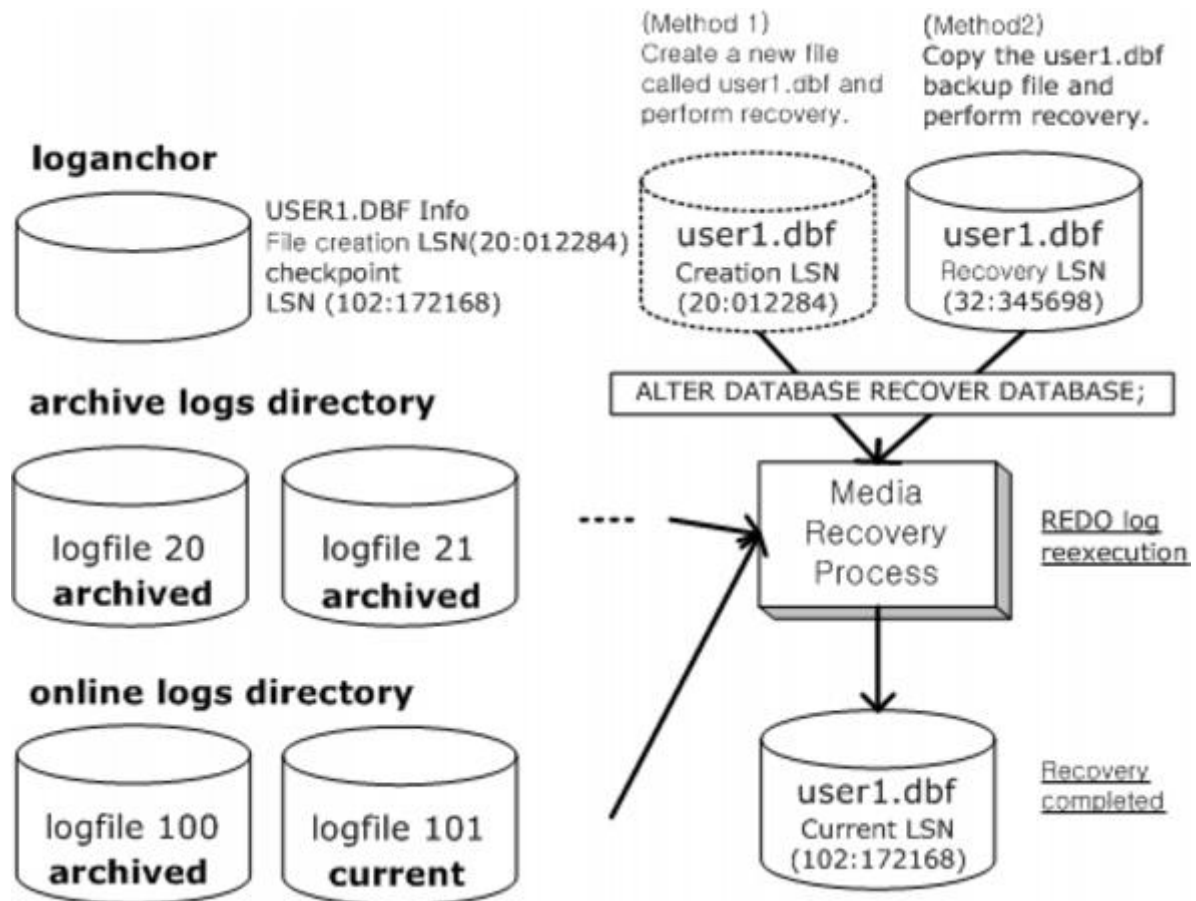 (Method 1)
Create a new file
called user1.dbf and
perform recovery.
(Method2)
Copy the user1.dbf
backup file and
perform recovery.
loganchor
USER1.DBF Info
File creation LSN(20:012284)
checkpoint
LSN (102:172168)
user1.dbf
Creation LSN
(20:012284)
user1.dbf
Recovery LSN
(32:345698)
ALTER DATABASE RECOVER DATABASE;
archive logs directory
logfile 20
archived
logfile 21
archived
Media
Recovery
Process
REDO log
reexecution
online logs directory
logfile 100
archived
logfile 101
current
user1.dbf
Current LSN
(102:172168)
Recovery
completed